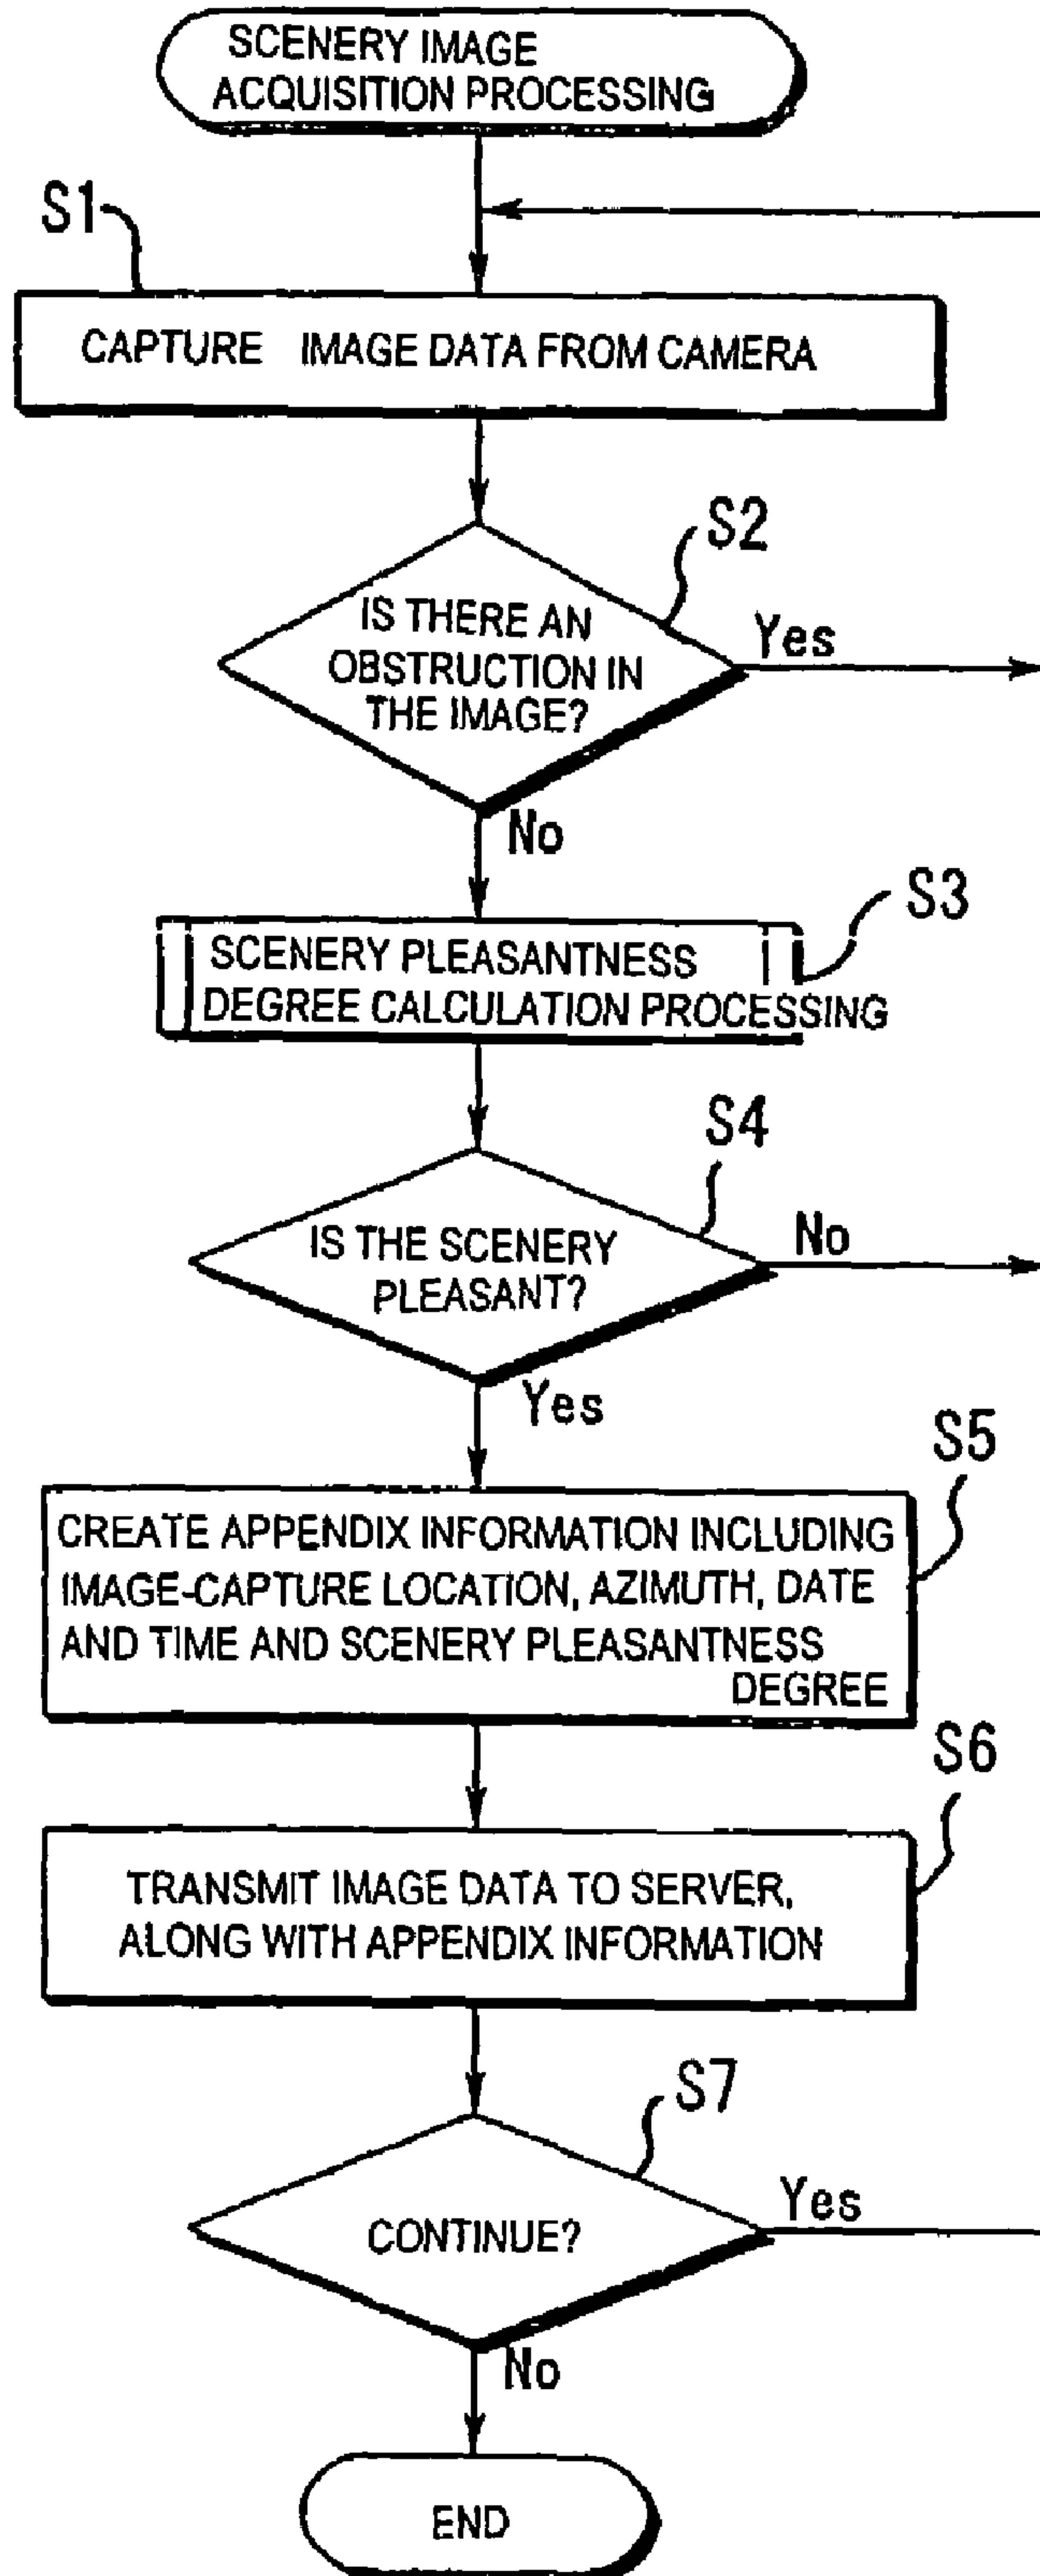 SCENERY IMAGE
ACQUISITION PROCESSING
S1
CAPTURE IMAGE DATA FROM CAMERA
S2
IS THERE AN
OBSTRUCTION IN
THE IMAGE?
Yes
No
S3
SCENERY PLEASANTNESS
DEGREE CALCULATION PROCESSING
S4
IS THE SCENERY
PLEASANT?
No
Yes
S5
CREATE APPENDIX INFORMATION INCLUDING
IMAGE-CAPTURE LOCATION, AZIMUTH, DATE
AND TIME AND SCENERY PLEASANTNESS
DEGREE
S6
TRANSMIT IMAGE DATA TO SERVER,
ALONG WITH APPENDIX INFORMATION
S7
CONTINUE?
Yes
No
END